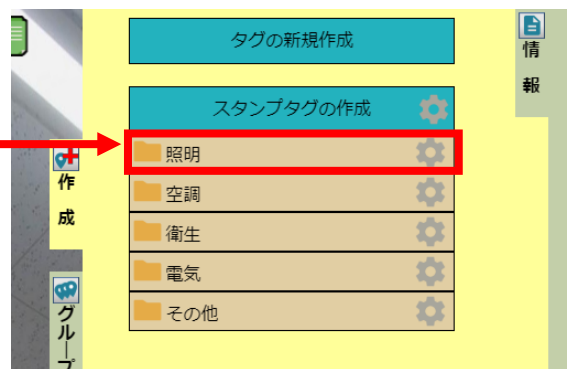 タグの新規作成
スタンプタグの作成
照明
空調
衛生
電気
その他
作成
グループ
情報